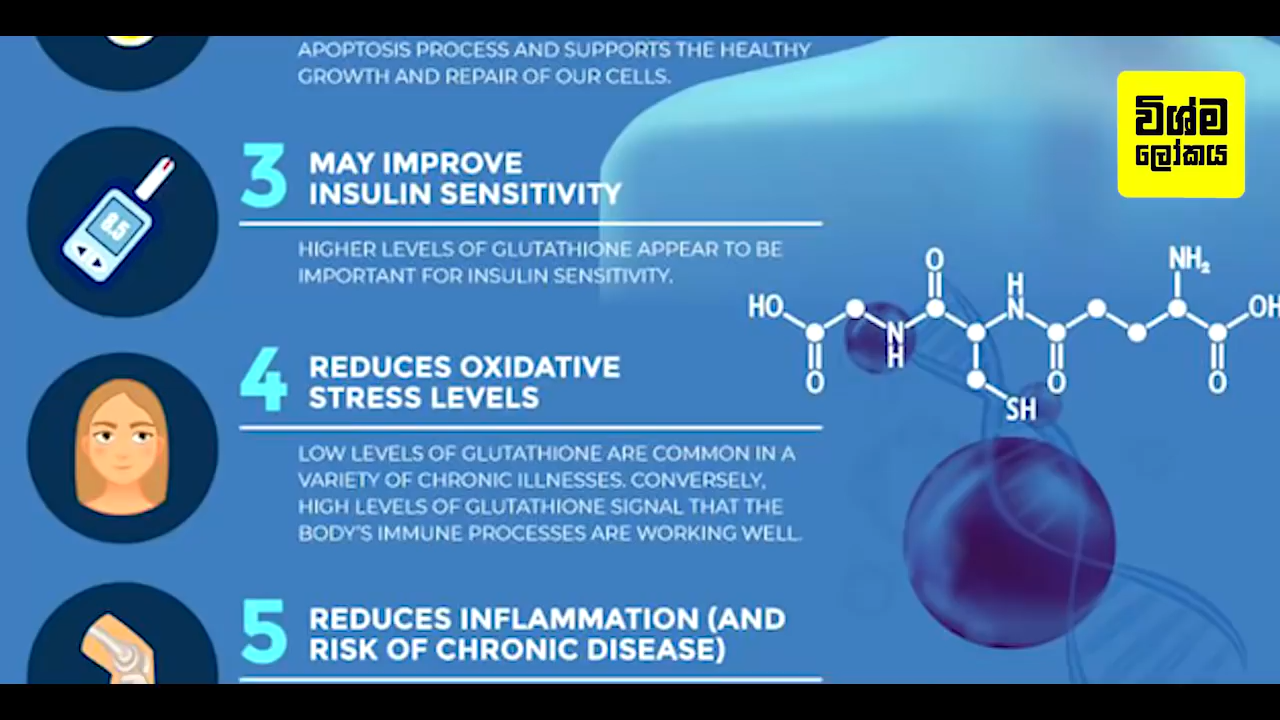 APOPTOSIS PROCESS AND SUPPORTS THE HEALTHY
GROWTH AND REPAIR OF OUR CELLS.
3 MAY IMPROVE
INSULIN SENSITIVITY
8.5
HIGHER LEVELS OF GLUTATHIONE APPEAR TO BE
IMPORTANT FOR INSULIN SENSITIVITY.
4 REDUCES OXIDATIVE
STRESS LEVELS
LOW LEVELS OF GLUTATHIONE ARE COMMON IN A
VARIETY OF CHRONIC ILLNESSES. CONVERSELY,
HIGH LEVELS OF GLUTATHIONE SIGNAL THAT THE
BODY'S IMMUNE PROCESSES ARE WORKING WELL.
5 REDUCES INFLAMMATION (AND
RISK OF CHRONIC DISEASE)
විශ්ම
ලෝකය
O H NH₂
HO N H O SH O OH O